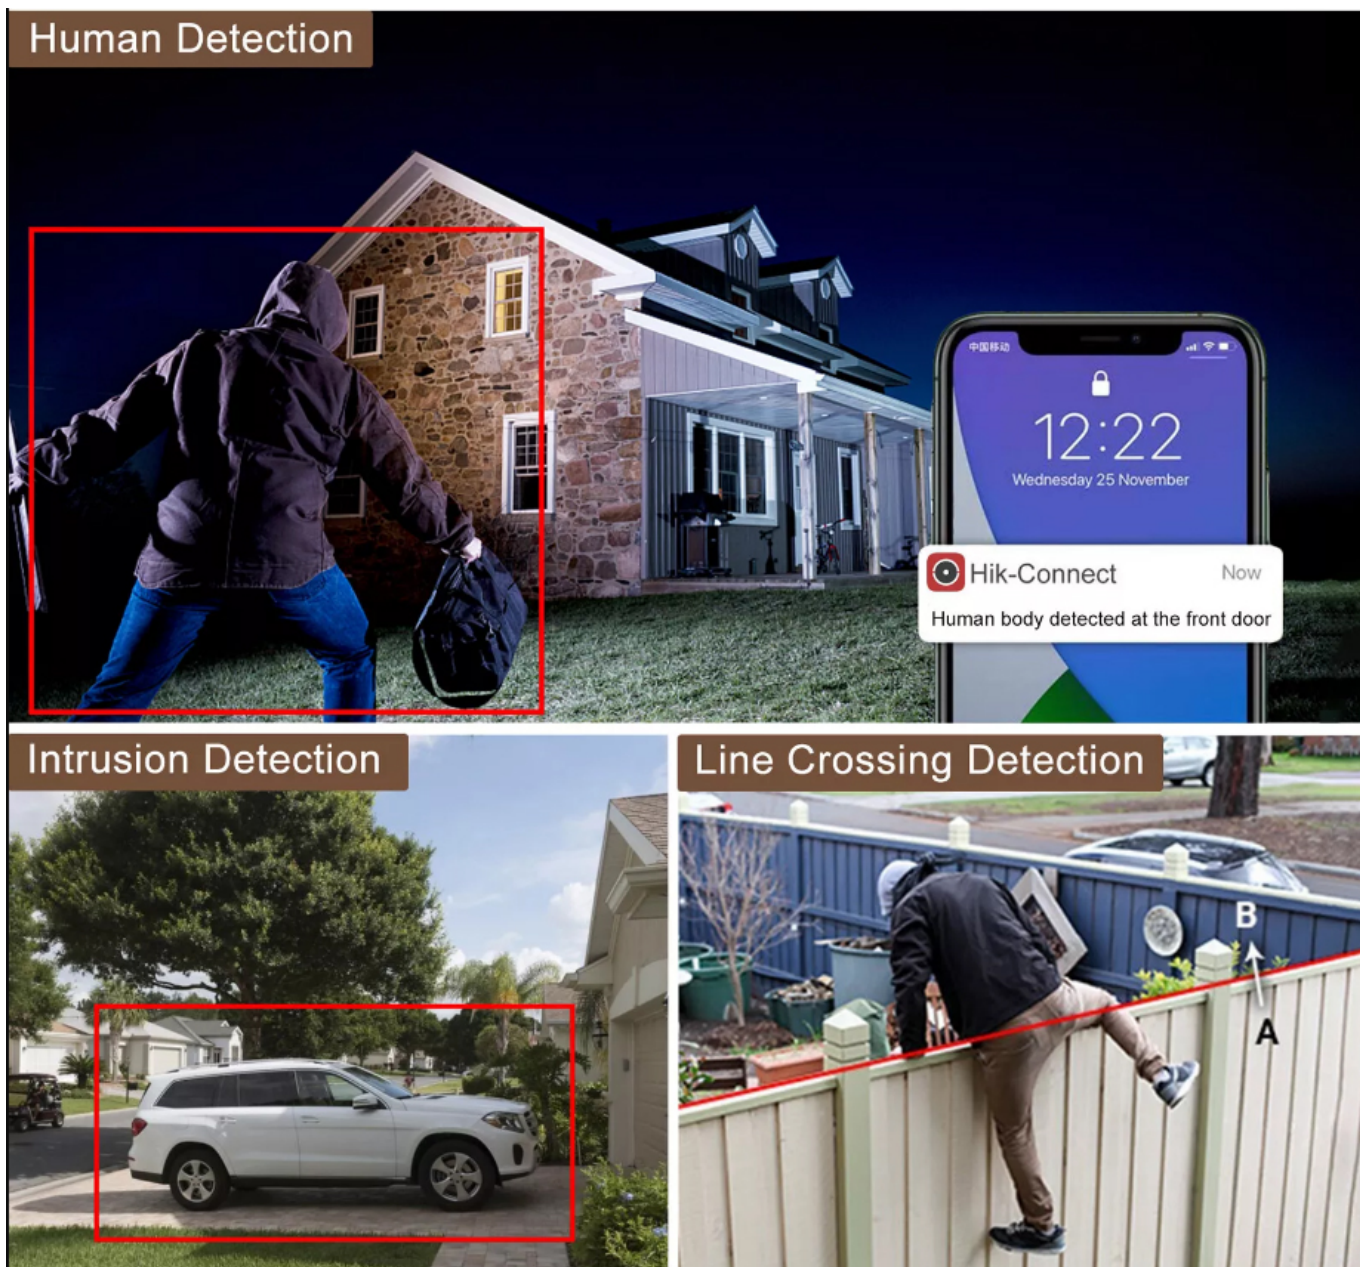 Human Detection
中国移动
12:22
Wednesday 25 November
Hik-Connect
Now
Human body detected at the front door
Intrusion Detection
Line Crossing Detection
B
A